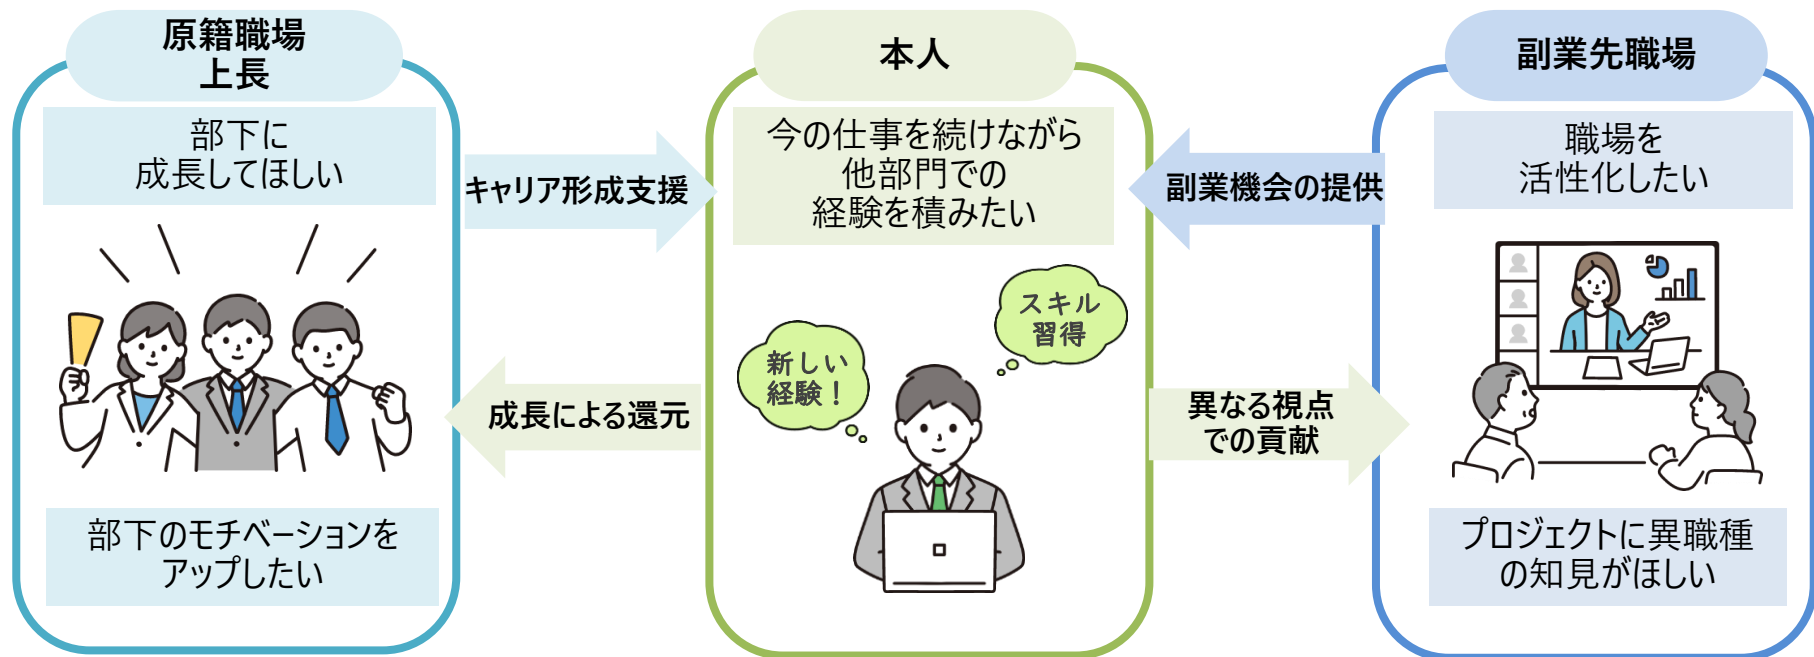 原籍職場
上長
部下に
成長してほしい
部下のモチベーションを
アップしたい
キャリア形成支援
成長による還元
本人
今の仕事を続けながら
他部門での
経験を積みたい
新しい
経験！
スキル
習得
副業機会の提供
異なる視点
での貢献
副業先職場
職場を
活性化したい
プロジェクトに異職種
の知見がほしい